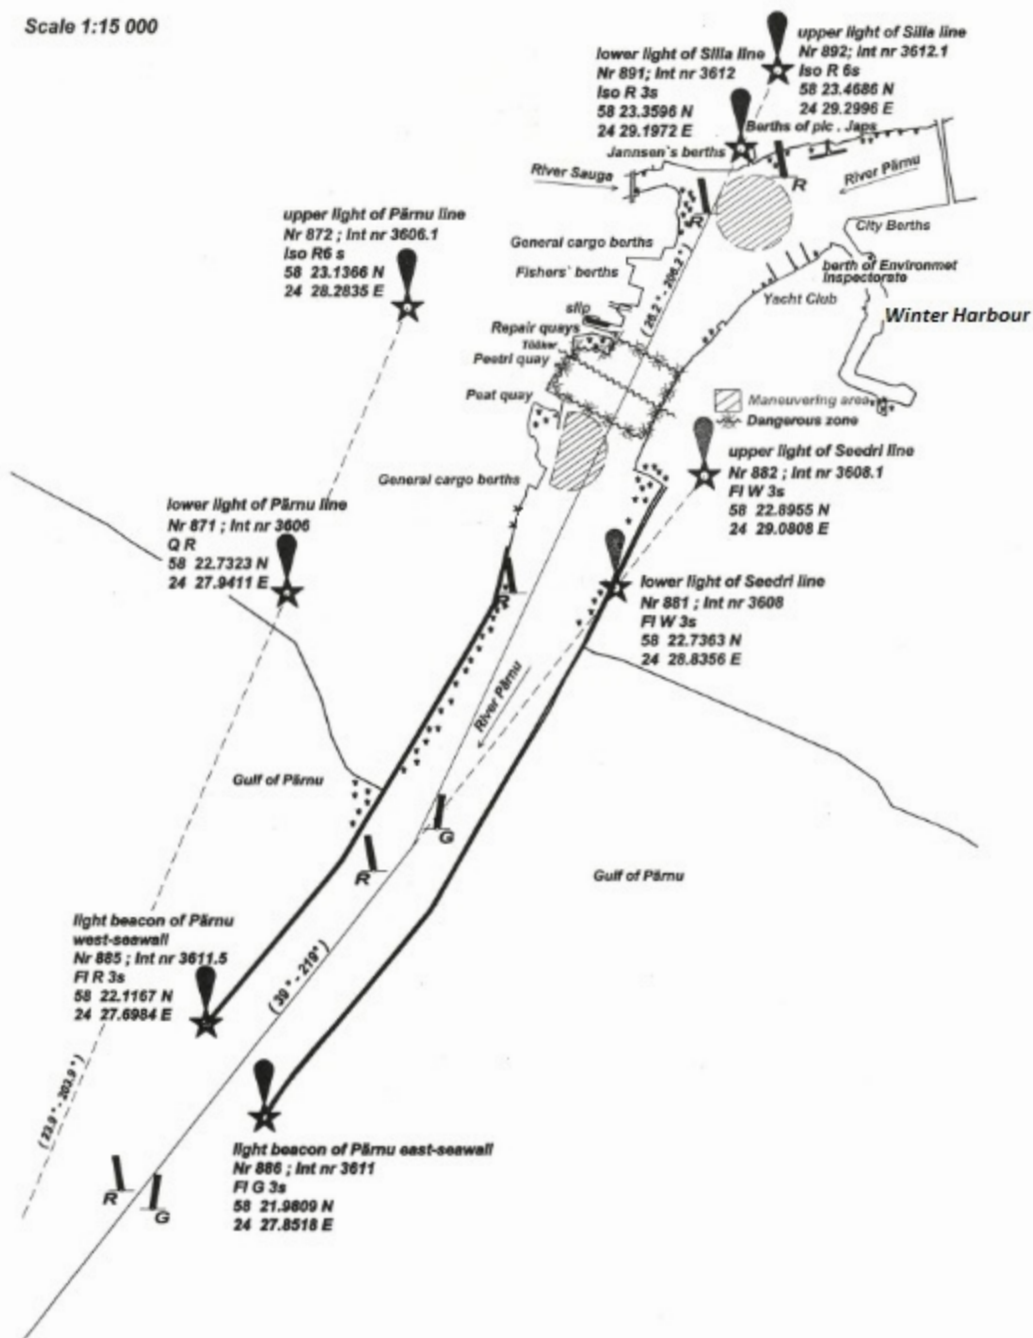 Scale 1:15 000
upper light of Silla line
Nr 892; Int nr 3612.1
Iso R 6s
58 23.4686 N
24 29.2996 E
lower light of Silla line
Nr 891; Int nr 3612
Iso R 3s
58 23.3596 N
24 29.1972 E
Berths of plc . Japs
Jannsen`s berths
River Sauga
River Pärnu
R
R
City Berths
upper light of Pärnu line
Nr 872 ; Int nr 3606.1
Iso R6 s
58 23.1366 N
24 28.2835 E
General cargo berths
Fishers` berths
(26.2° - 206.2°)
berth of Environmet
Inspectorate
Yacht Club
Winter Harbour
slip
Repair quays
Peetri quay
Peat quay
Maneuvering area
Dangerous zone
upper light of Seedri line
Nr 882 ; Int nr 3608.1
Fl W 3s
58 22.8955 N
24 29.0808 E
General cargo berths
lower light of Pärnu line
Nr 871 ; Int nr 3606
Q R
58 22.7323 N
24 27.9411 E
lower light of Seedri line
Nr 881 ; Int nr 3608
Fl W 3s
58 22.7363 N
24 28.8356 E
R
River Pärnu
Gulf of Pärnu
G
R
Gulf of Pärnu
light beacon of Pärnu
west-seawall
Nr 885 ; Int nr 3611.5
Fl R 3s
58 22.1167 N
24 27.6984 E
(39° - 219°)
(23.9° - 203.9°)
light beacon of Pärnu east-seawall
Nr 886 ; Int nr 3611
Fl G 3s
58 21.9809 N
24 27.8518 E
R
G